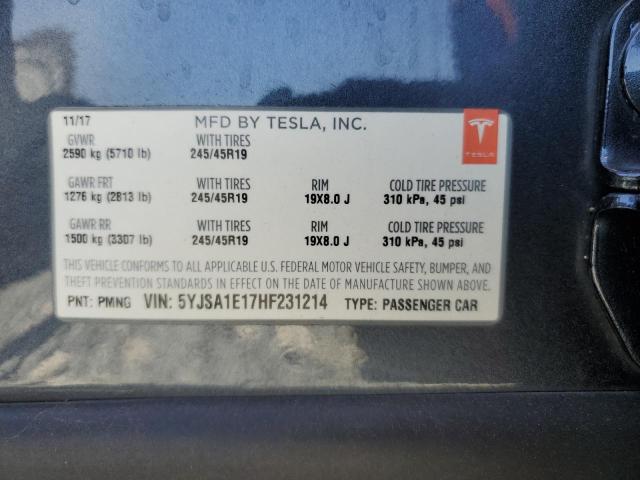 11/17 MFD BY TESLA, INC.
GVWR WITH TIRES
2590 kg (5710 lb) 245/45R19
TESLA
GAWR FRT WITH TIRES RIM COLD TIRE PRESSURE
1276 kg (2813 lb) 245/45R19 19X8.0 J 310 kPa, 45 psi
GAWR RR WITH TIRES RIM COLD TIRE PRESSURE
1500 kg (3307 lb) 245/45R19 19X8.0 J 310 kPa, 45 psi
THIS VEHICLE CONFORMS TO ALL APPLICABLE U.S. FEDERAL MOTOR VEHICLE SAFETY, BUMPER, AND
THEFT PREVENTION STANDARDS IN EFFECT ON THE DATE OF MANUFACTURE SHOWN ABOVE.
PNT: PMNG VIN: 5YJSA1E17HF231214 TYPE: PASSENGER CAR